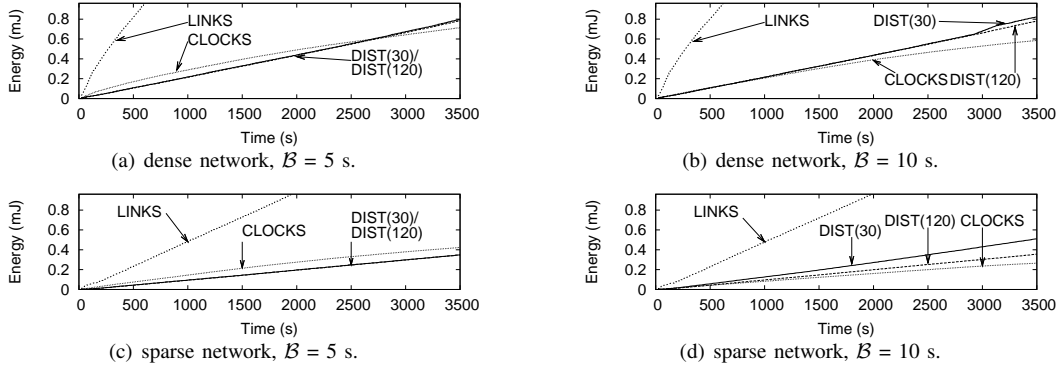 Energy (mJ)
0.8
0.6
0.4
0.2
0
LINKS
CLOCKS
DIST(30)/
DIST(120)
0 500 1000 1500 2000 2500 3000 3500
Time (s)
(a) dense network, B = 5 s.
Energy (mJ)
0.8
0.6
0.4
0.2
0
LINKS
DIST(30)
CLOCKS DIST(120)
0 500 1000 1500 2000 2500 3000 3500
Time (s)
(b) dense network, B = 10 s.
Energy (mJ)
0.8
0.6
0.4
0.2
0
LINKS
CLOCKS
DIST(30)/
DIST(120)
0 500 1000 1500 2000 2500 3000 3500
Time (s)
(c) sparse network, B = 5 s.
Energy (mJ)
0.8
0.6
0.4
0.2
0
LINKS
DIST(30)
DIST(120) CLOCKS
0 500 1000 1500 2000 2500 3000 3500
Time (s)
(d) sparse network, B = 10 s.